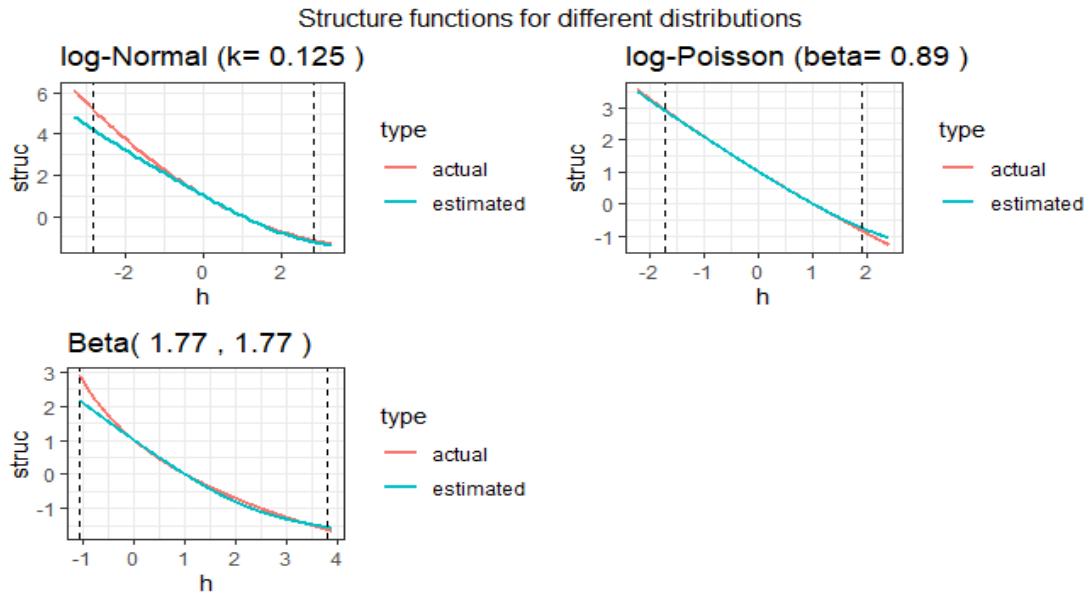 Structure functions for different distributions
log-Normal (k= 0.125 )
6
4
2
0
struc
-2
0
2
h
type
actual
estimated
log-Poisson (beta= 0.89 )
3
2
1
0
-1
struc
-2
-1
0
1
2
h
type
actual
estimated
Beta( 1.77 , 1.77 )
3
2
1
0
-1
struc
-1
0
1
2
3
4
h
type
actual
estimated